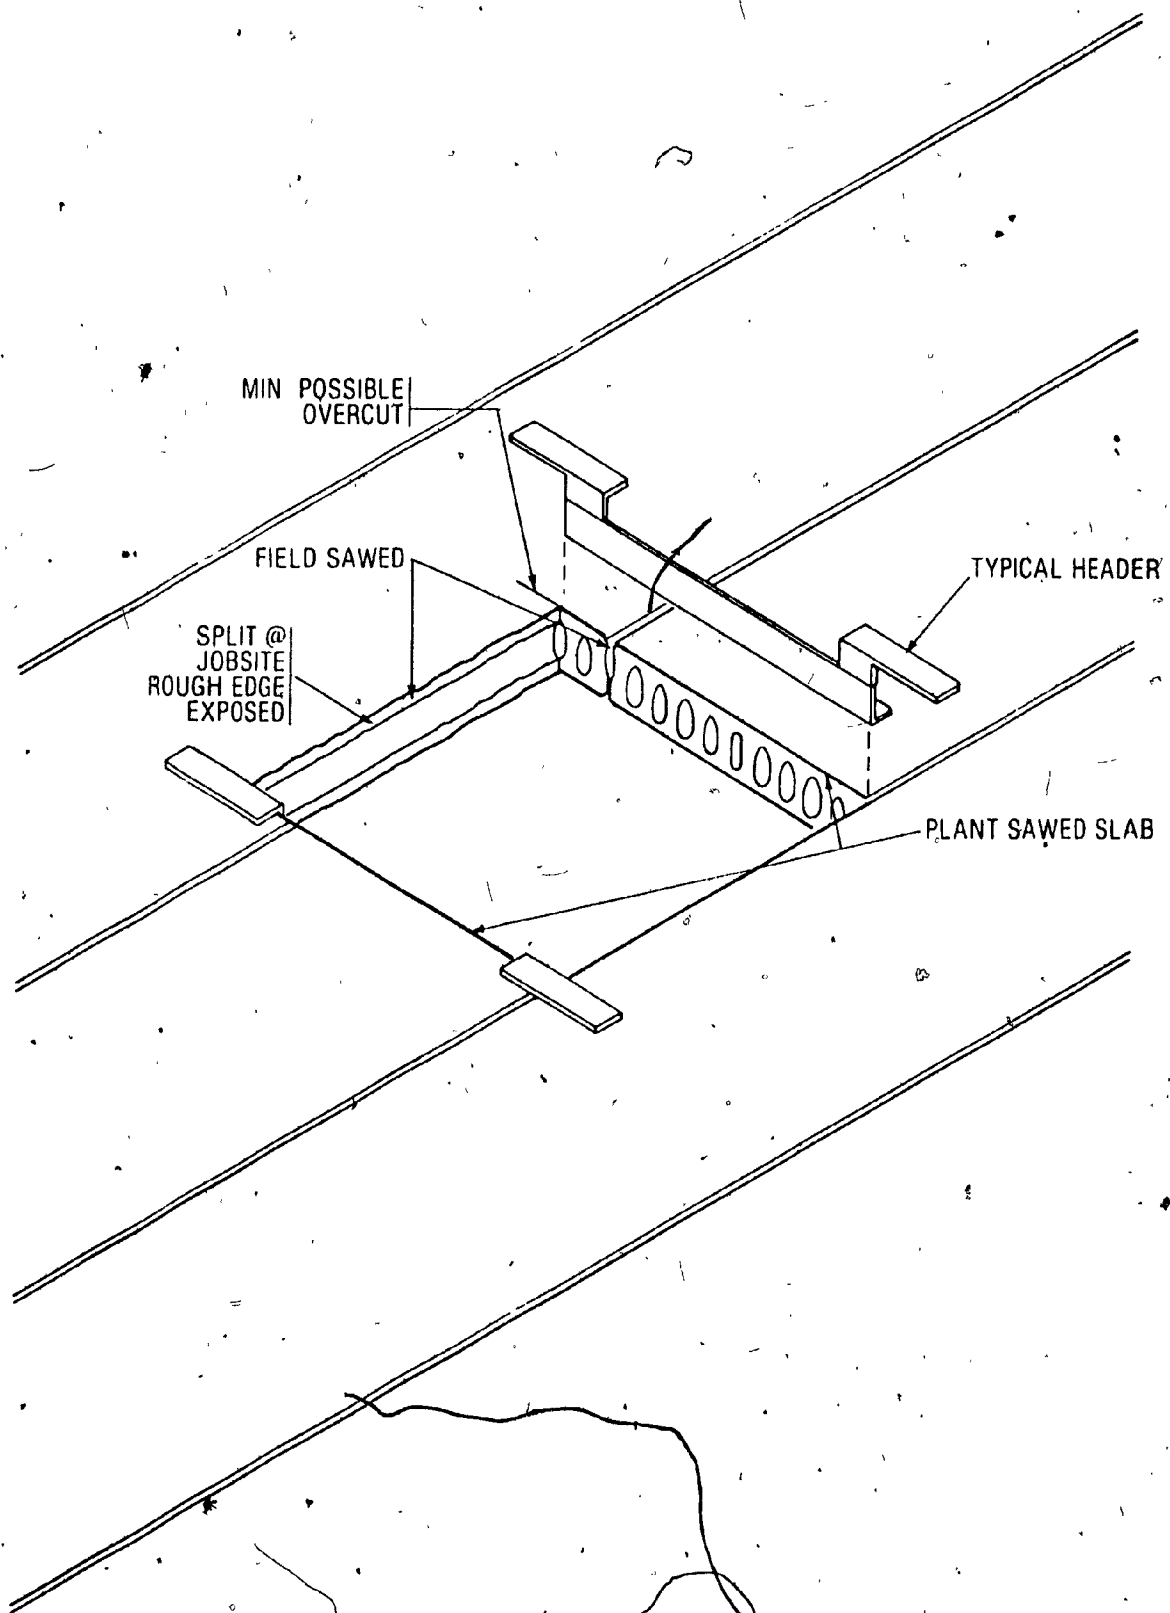 MIN POSSIBLE
OVERCUT
FIELD SAWED
TYPICAL HEADER
SPLIT @
JOBSITE
ROUGH EDGE
EXPOSED
PLANT SAWED SLAB